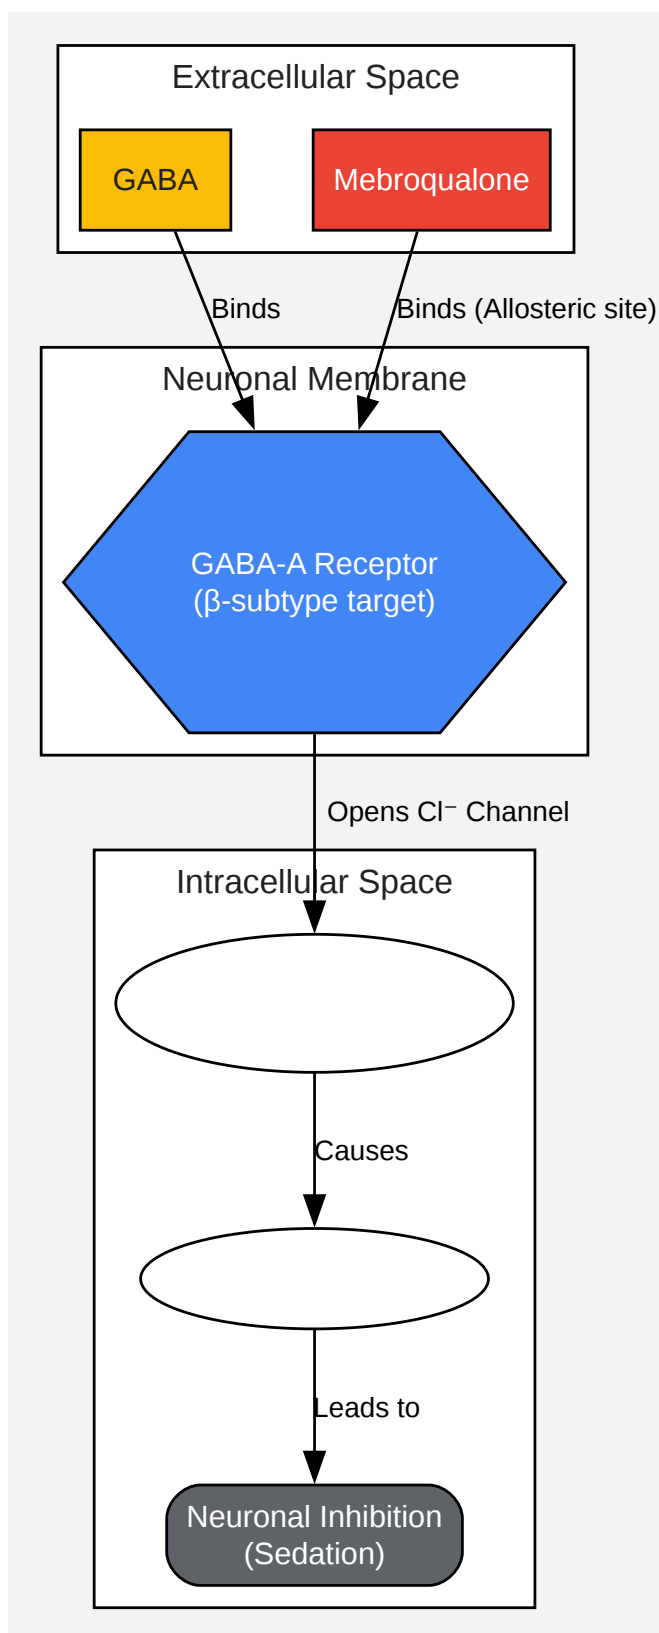 Extracellular Space
GABA
Mebroqualone
Binds
Binds (Allosteric site)
Neuronal Membrane
GABA-A Receptor
(β-subtype target)
Opens Cl⁻ Channel
Intracellular Space
Causes
Leads to
Neuronal Inhibition
(Sedation)